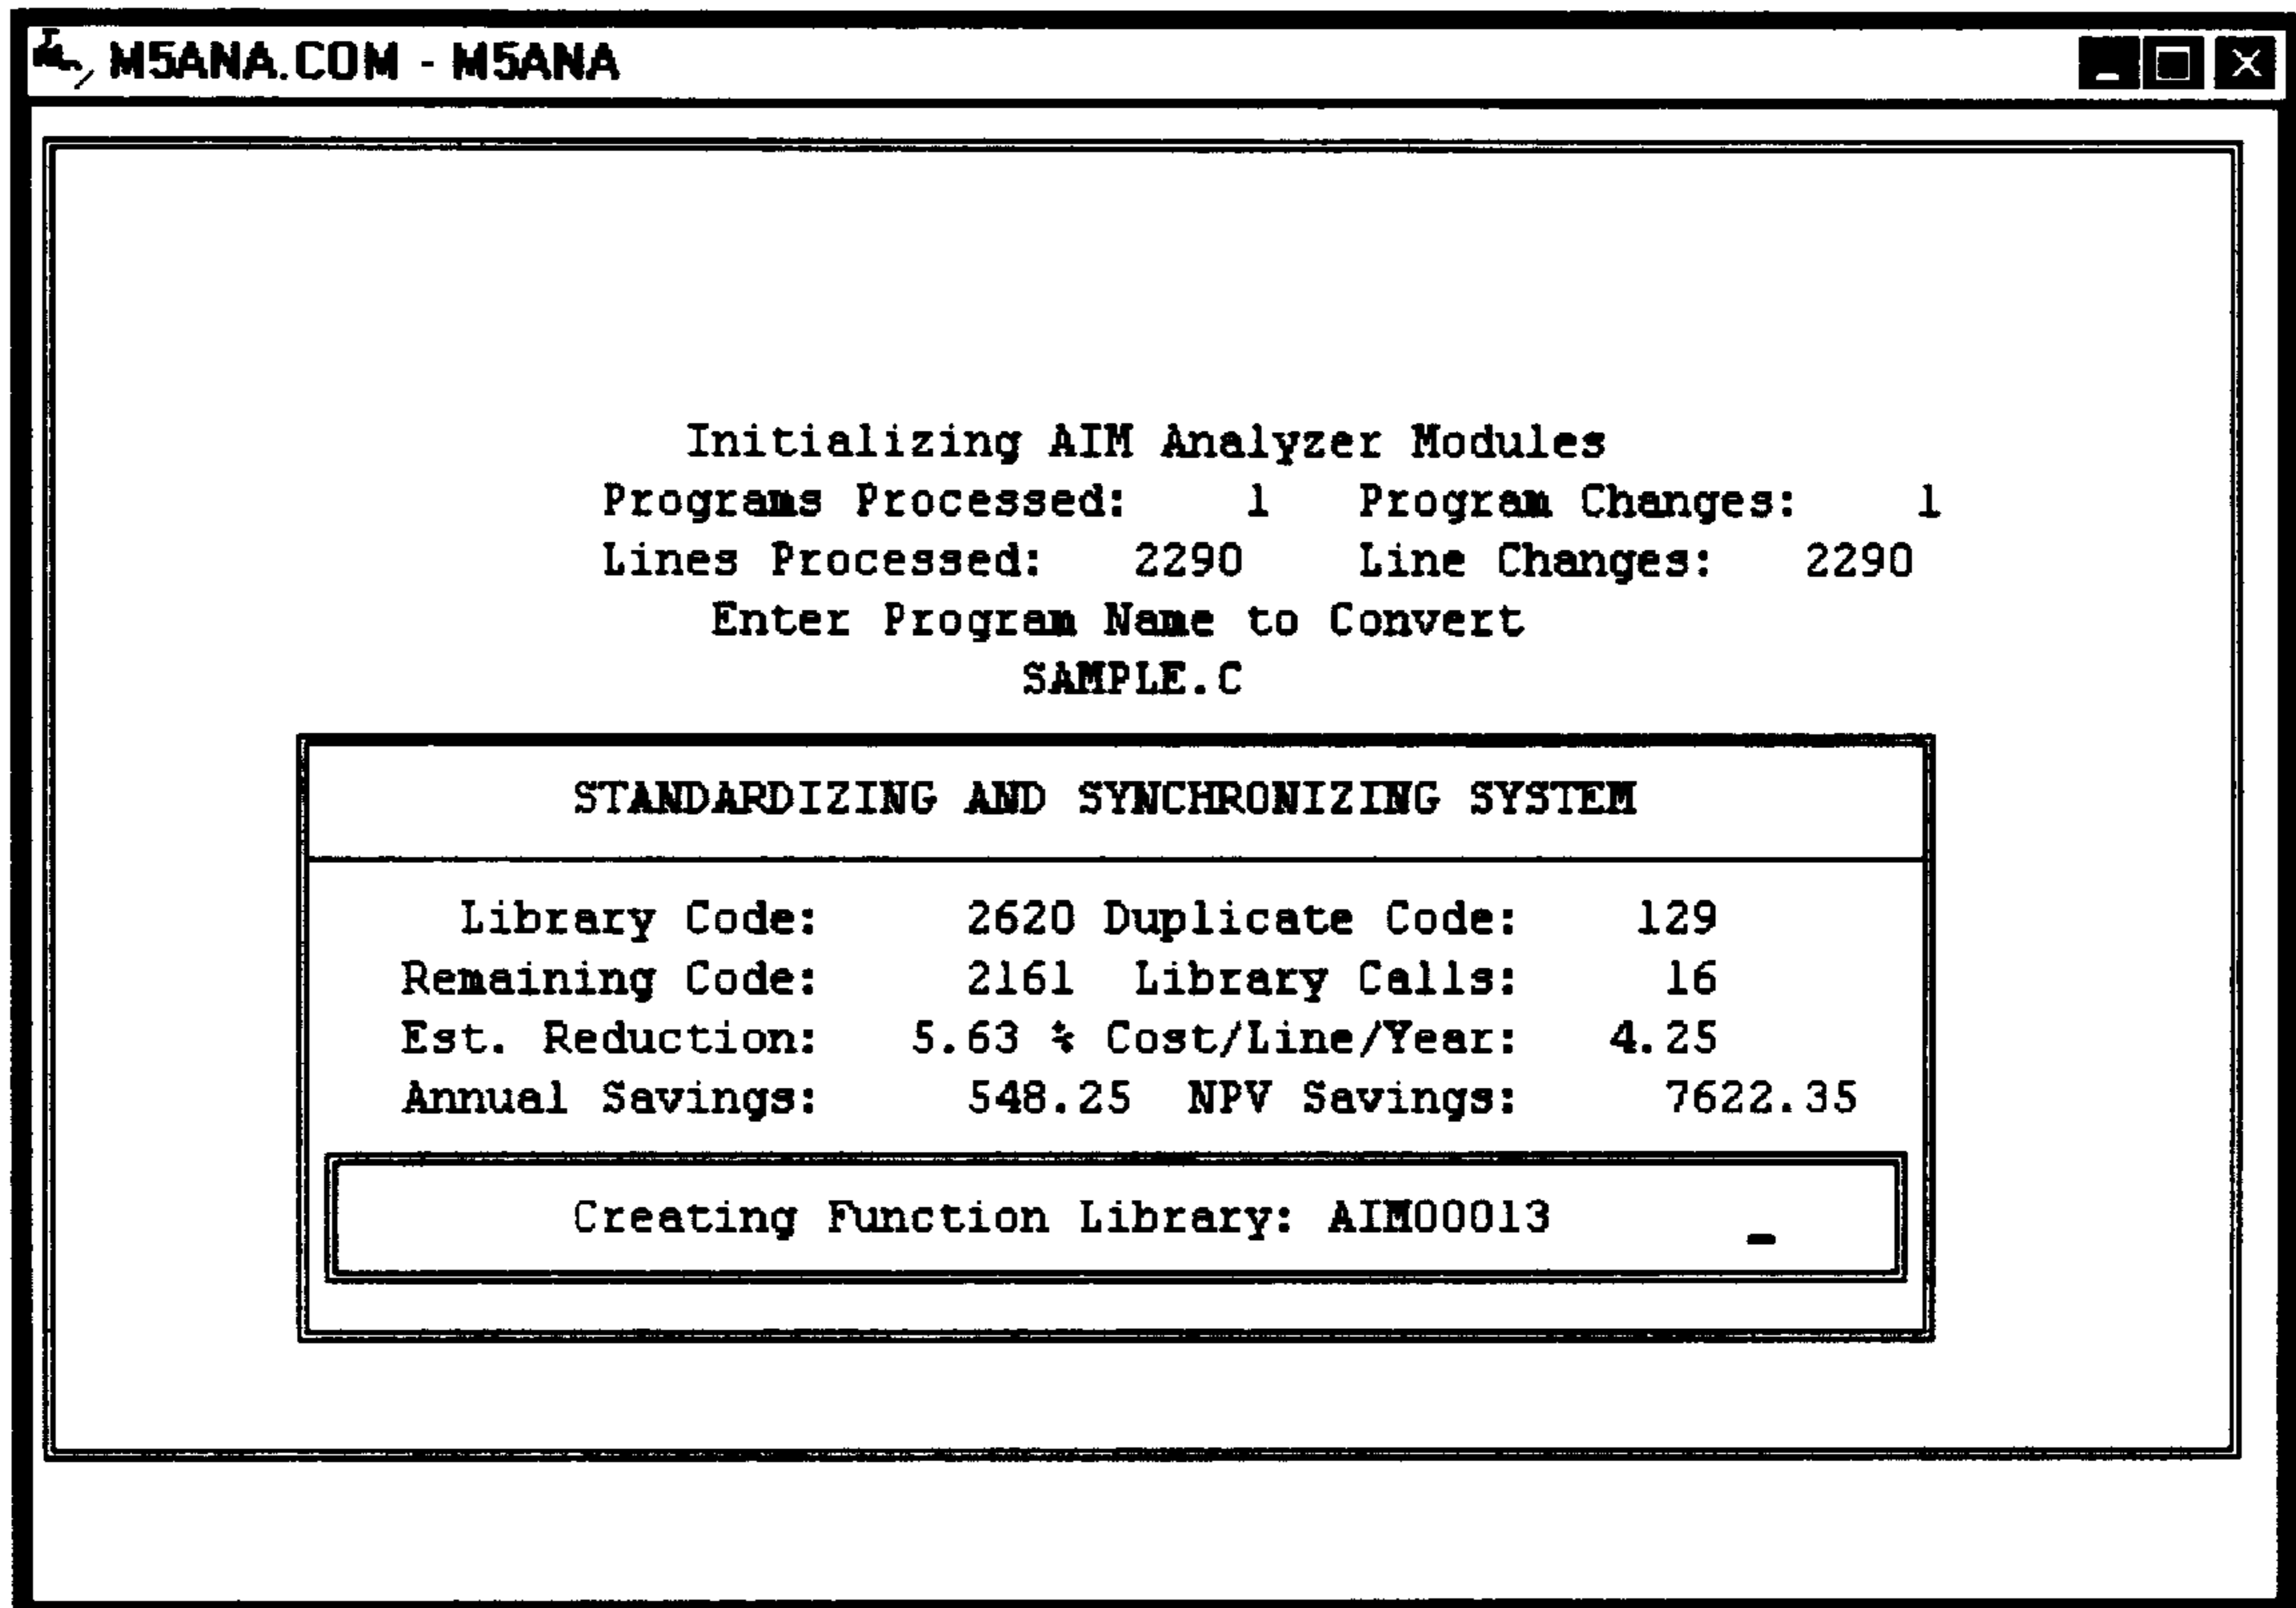 M5ANA.COM - M5ANA
Initializing AIM Analyzer Modules
Programs Processed: 1 Program Changes: 1
Lines Processed: 2290 Line Changes: 2290
Enter Program Name to Convert
SAMPLE.C
STANDARDIZING AND SYNCHRONIZING SYSTEM
Library Code: 2620 Duplicate Code: 129
Remaining Code: 2161 Library Calls: 16
Est. Reduction: 5.63 % Cost/Line/Year: 4.25
Annual Savings: 548.25 NPV Savings: 7622.35
Creating Function Library: AIM00013 _